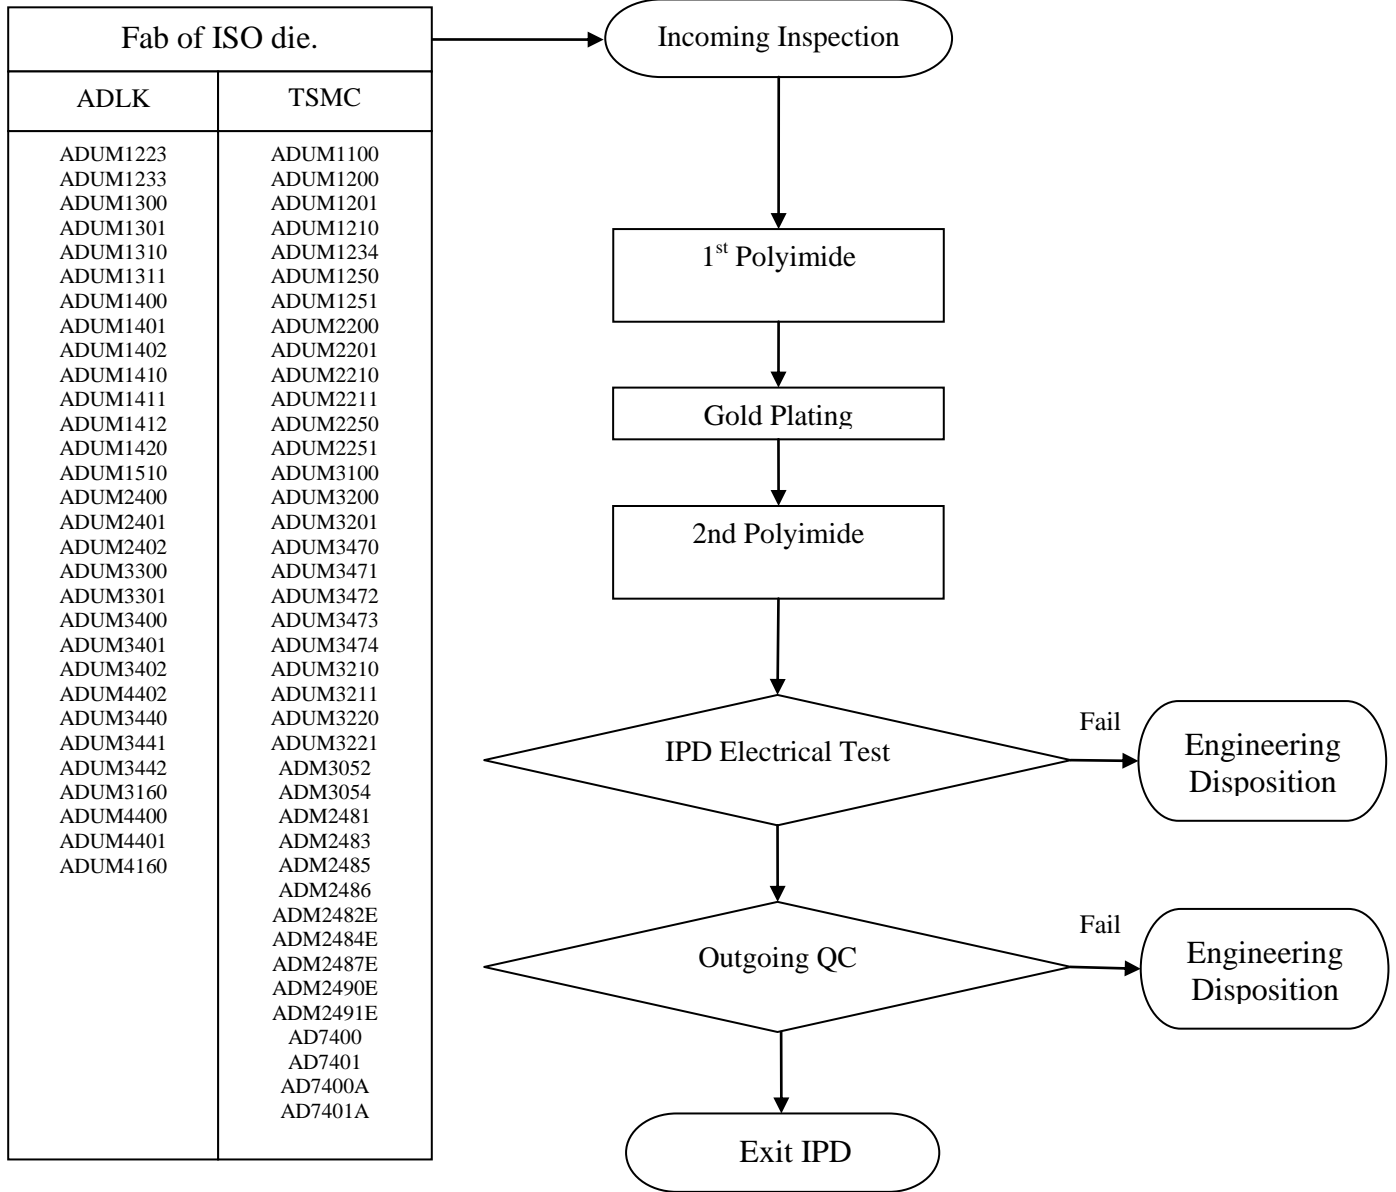 Fab of ISO die.
ADLK
TSMC
ADUM1223
ADUM1233
ADUM1300
ADUM1301
ADUM1310
ADUM1311
ADUM1400
ADUM1401
ADUM1402
ADUM1410
ADUM1411
ADUM1412
ADUM1420
ADUM1510
ADUM2400
ADUM2401
ADUM2402
ADUM3300
ADUM3301
ADUM3400
ADUM3401
ADUM3402
ADUM4402
ADUM3440
ADUM3441
ADUM3442
ADUM3160
ADUM4400
ADUM4401
ADUM4160
ADUM1100
ADUM1200
ADUM1201
ADUM1210
ADUM1234
ADUM1250
ADUM1251
ADUM2200
ADUM2201
ADUM2210
ADUM2211
ADUM2250
ADUM2251
ADUM3100
ADUM3200
ADUM3201
ADUM3470
ADUM3471
ADUM3472
ADUM3473
ADUM3474
ADUM3210
ADUM3211
ADUM3220
ADUM3221
ADM3052
ADM3054
ADM2481
ADM2483
ADM2485
ADM2486
ADM2482E
ADM2484E
ADM2487E
ADM2490E
ADM2491E
AD7400
AD7401
AD7400A
AD7401A
Incoming Inspection
1st Polyimide
Gold Plating
2nd Polyimide
IPD Electrical Test
Fail
Engineering
Disposition
Outgoing QC
Fail
Engineering
Disposition
Exit IPD